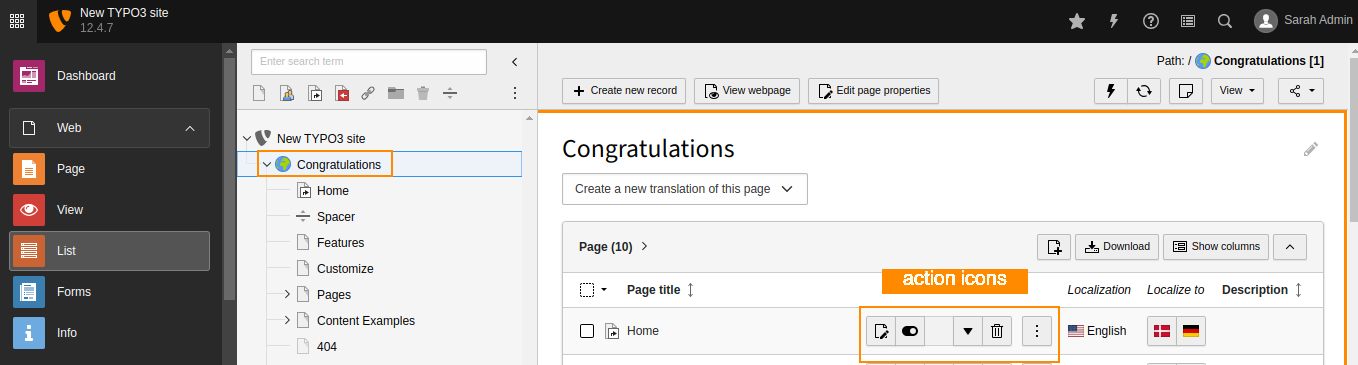 New TYPO3 site
12.4.7
Sarah Admin
Dashboard
Web
Page
View
List
Forms
Info
Enter search term
New TYPO3 site
Congratulations
Home
Spacer
Features
Customize
Pages
Content Examples
404
Path: / Congratulations [1]
Create new record
View webpage
Edit page properties
View
Congratulations
Create a new translation of this page
Page (10)
Download
Show columns
action icons
Page title
Localization
Localize to
Description
Home
English